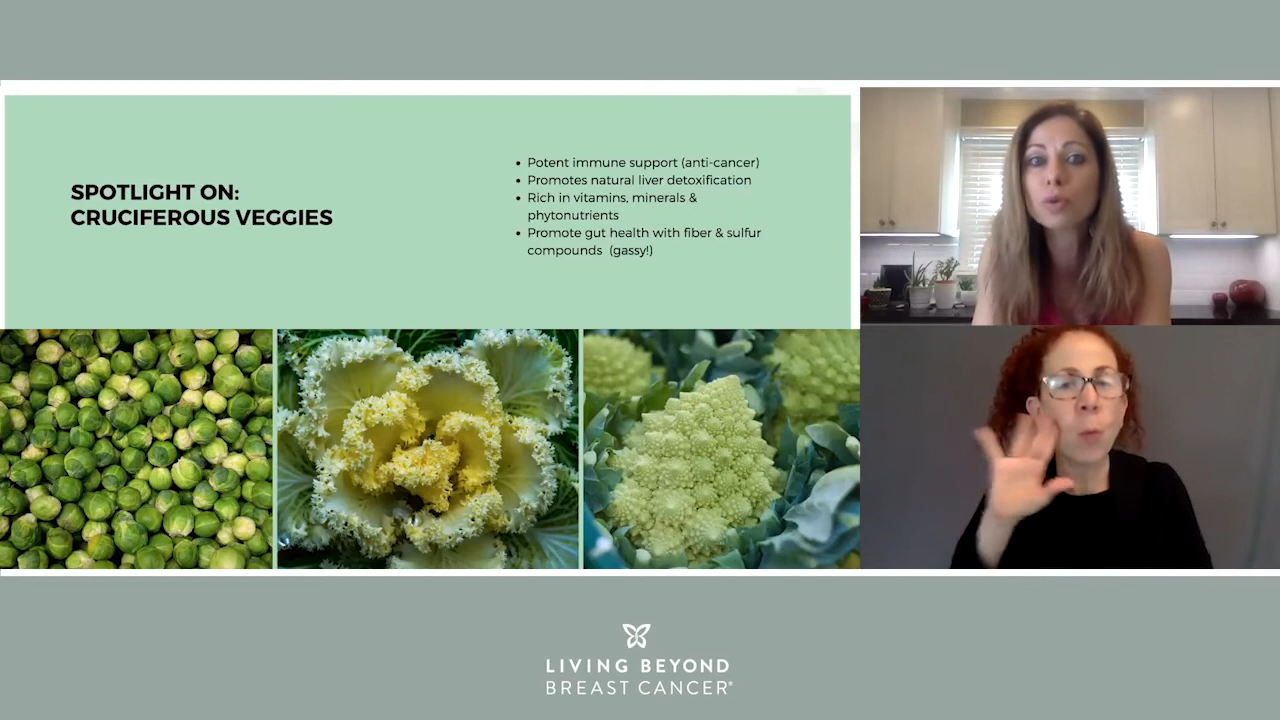 SPOTLIGHT ON:
CRUCIFEROUS VEGGIES
• Potent immune support (anti-cancer)
• Promotes natural liver detoxification
• Rich in vitamins, minerals &
phytonutrients
• Promote gut health with fiber & sulfur
compounds (gassy!)
LIVING BEYOND
BREAST CANCER®